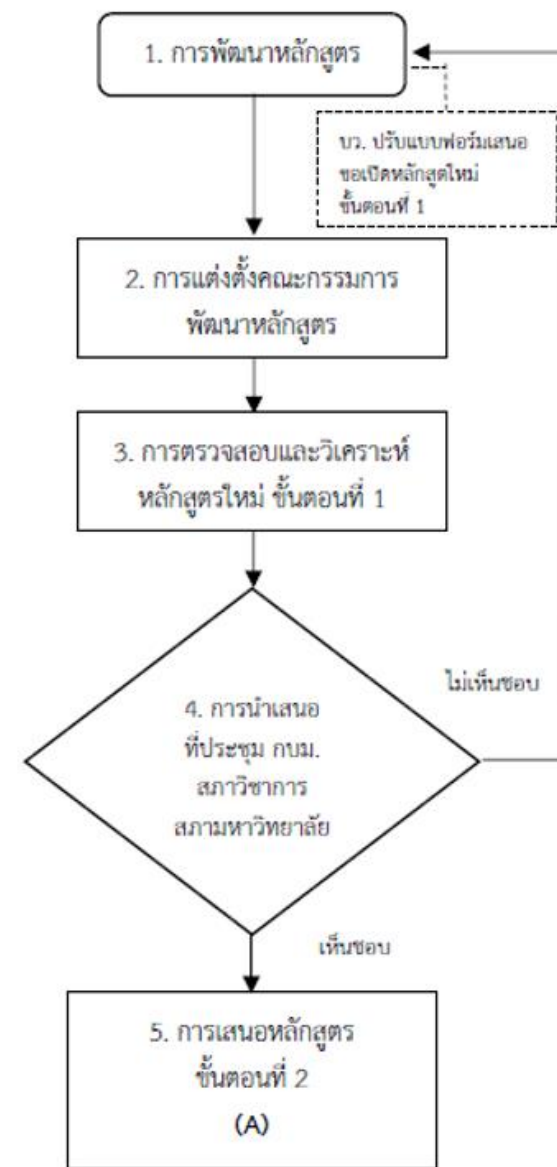 1. การพัฒนาหลักสูตร
บว. ปรับแบบฟอร์มเสนอ
ขอเปิดหลักสูตใหม่
ขั้นตอนที่ 1
2. การแต่งตั้งคณะกรรมการ
พัฒนาหลักสูตร
3. การตรวจสอบและวิเคราะห์
หลักสูตรใหม่ ขั้นตอนที่ 1
4. การนำเสนอ
ที่ประชุม กบม.
สภาวิชาการ
สภามหาวิทยาลัย
ไม่เห็นชอบ
เห็นชอบ
5. การเสนอหลักสูตร
ขั้นตอนที่ 2
(A)